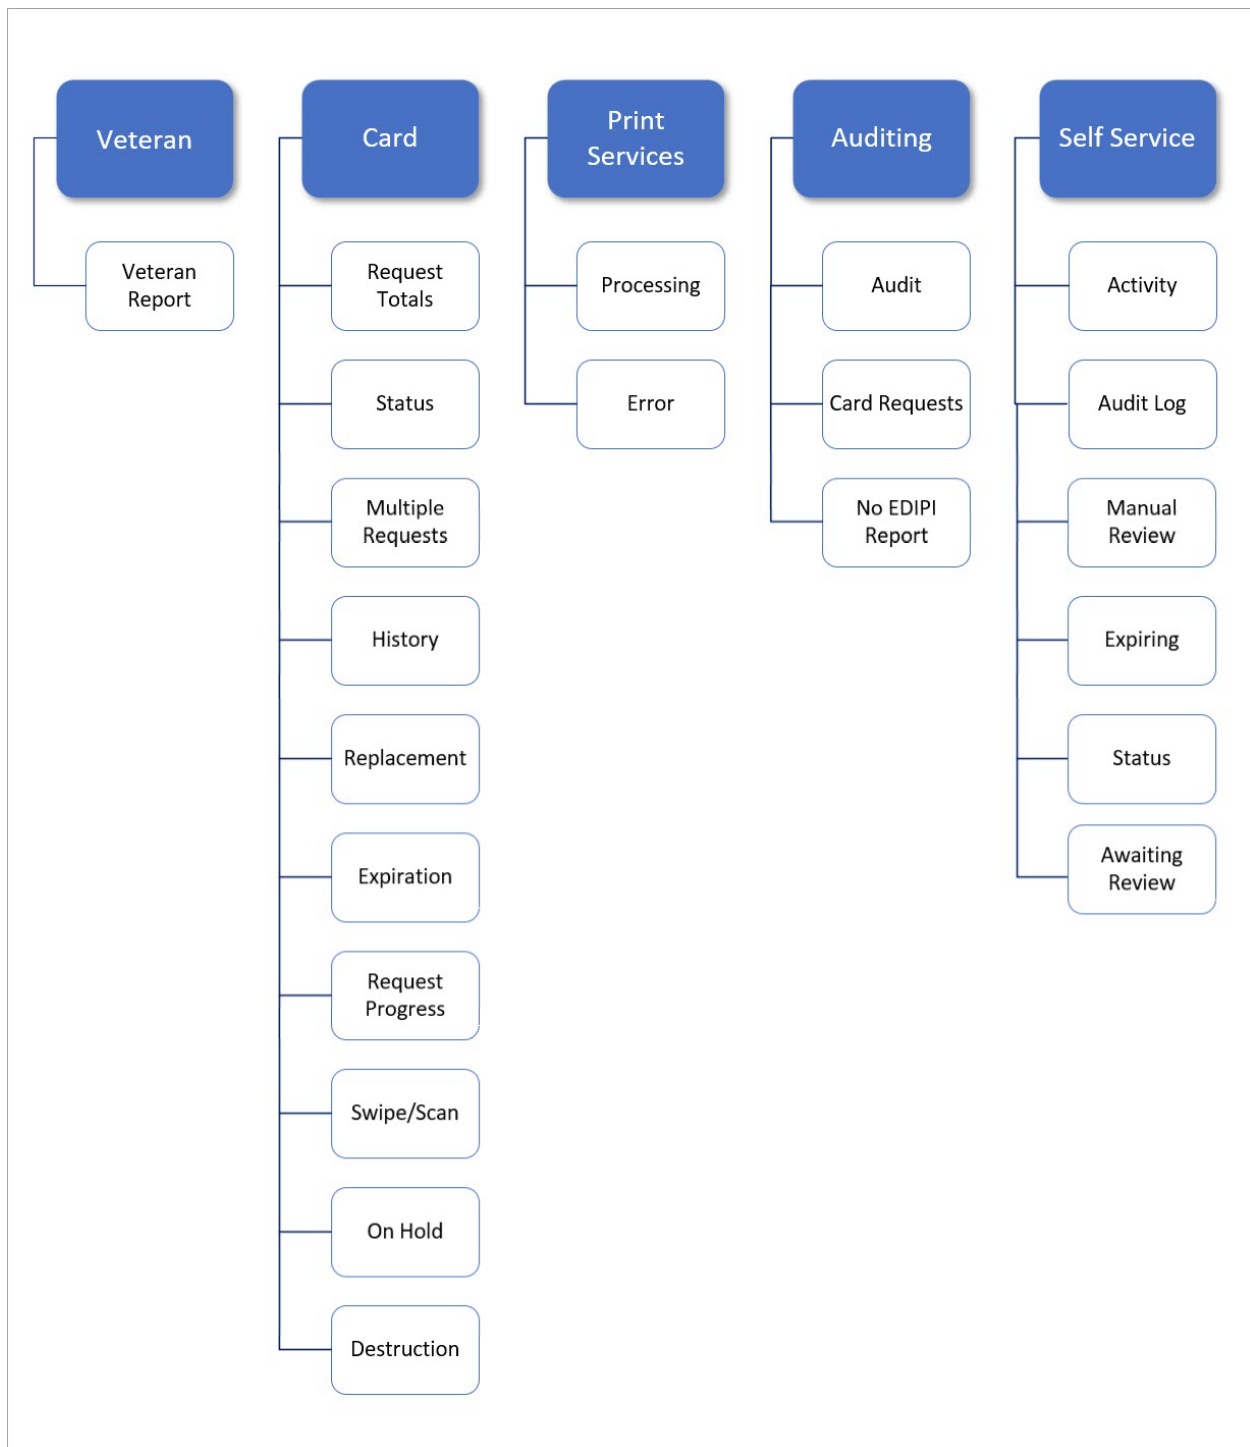 Veteran
Veteran
Report
Card
Request
Totals
Status
Multiple
Requests
History
Replacement
Expiration
Request
Progress
Swipe/Scan
On Hold
Destruction
Print
Services
Processing
Error
Auditing
Audit
Card Requests
No EDIPI
Report
Self Service
Activity
Audit Log
Manual
Review
Expiring
Status
Awaiting
Review